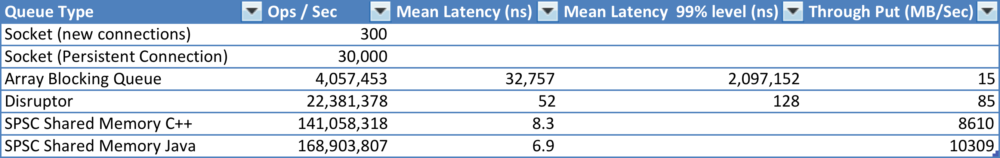 Queue Type Ops / Sec Mean Latency (ns) Mean Latency  99% level (ns) Through Put (MB/Sec)
Socket (new connections) 300
Socket (Persistent Connection) 30,000
Array Blocking Queue 4,057,453 32,757 2,097,152 15
Disruptor 22,381,378 52 128 85
SPSC Shared Memory C++ 141,058,318 8.3 8610
SPSC Shared Memory Java 168,903,807 6.9 10309